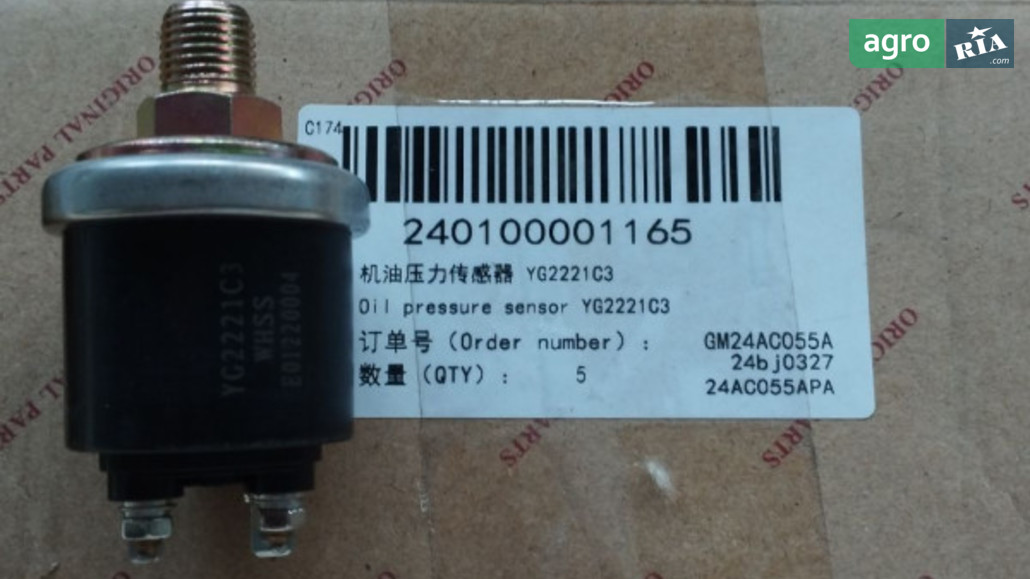 agro
RIA
.com
ORIGINAL PARTS
C174
240100001165
机油压力传感器 YG2221C3
Oil pressure sensor YG2221C3
订单号（Order number）： GM24AC055A
24bj0327
数量（QTY）： 5
24AC055APA
YG2221C3
WHSS
E01220004